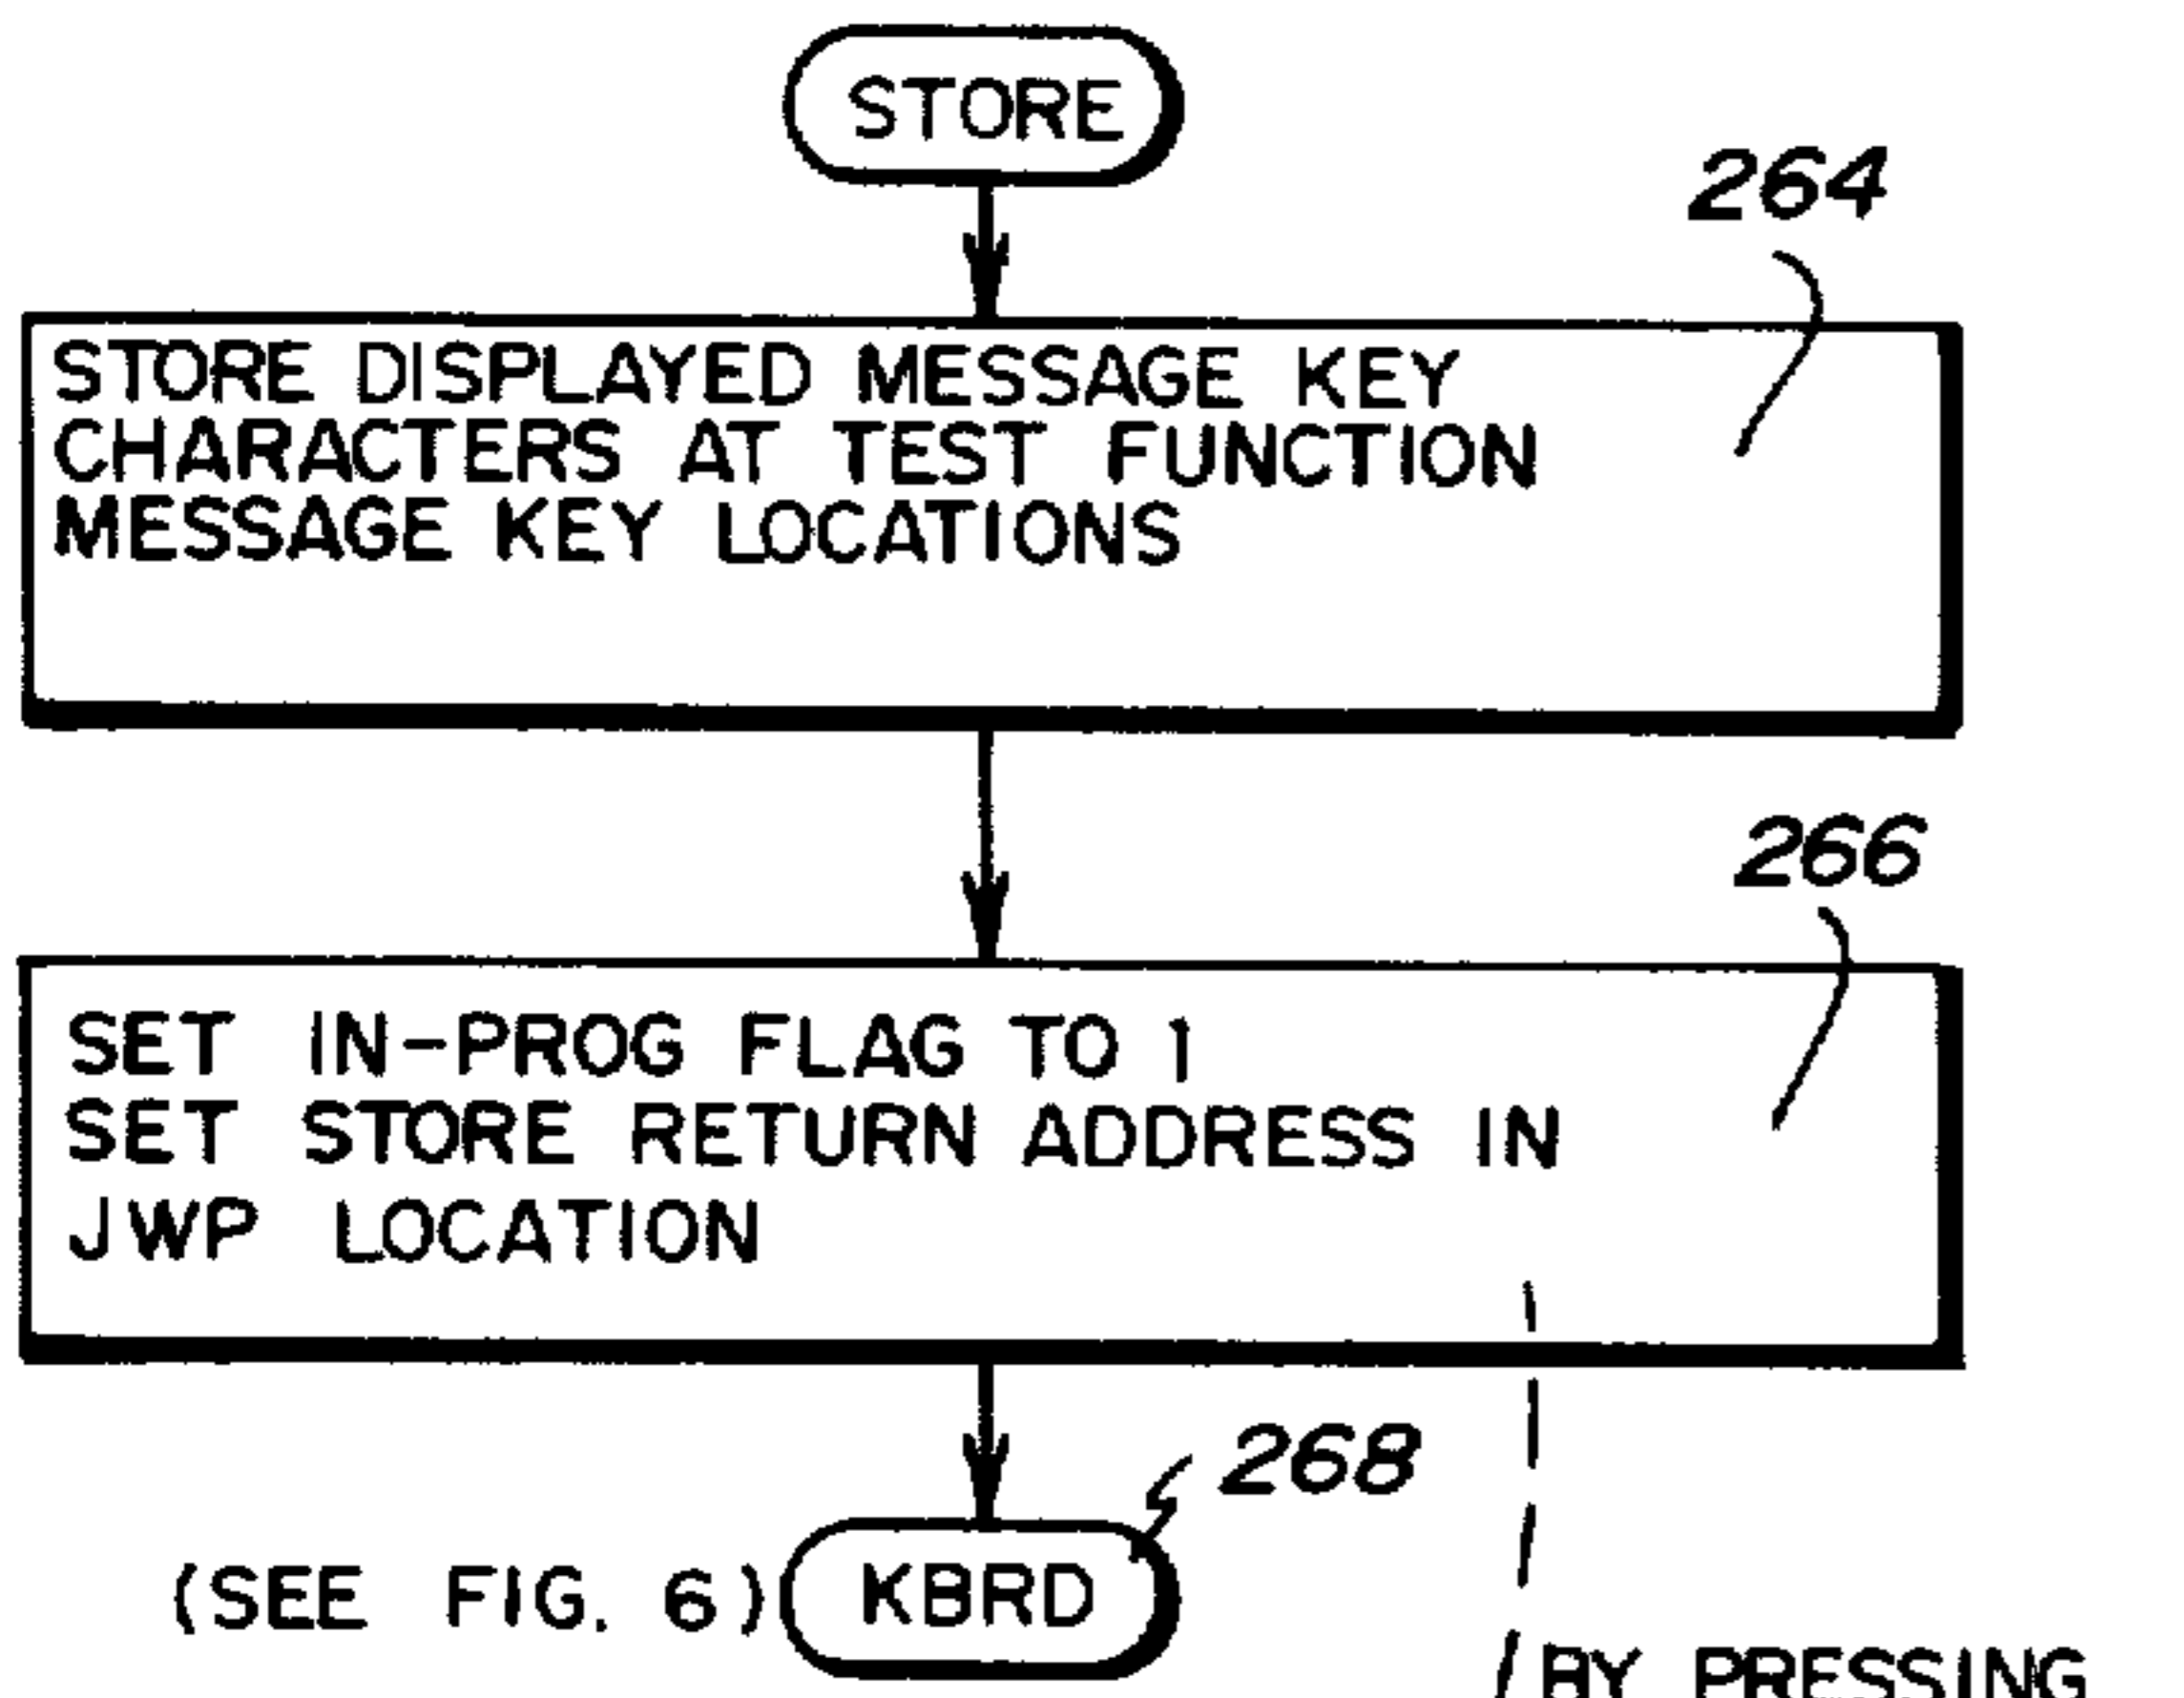 STORE
264
STORE DISPLAYED MESSAGE KEY
CHARACTERS AT TEST FUNCTION
MESSAGE KEY LOCATIONS
266
SET IN-PROG FLAG TO 1
SET STORE RETURN ADDRESS IN
JWP LOCATION
268
(SEE FIG. 6) KBRD
BY PRESSING